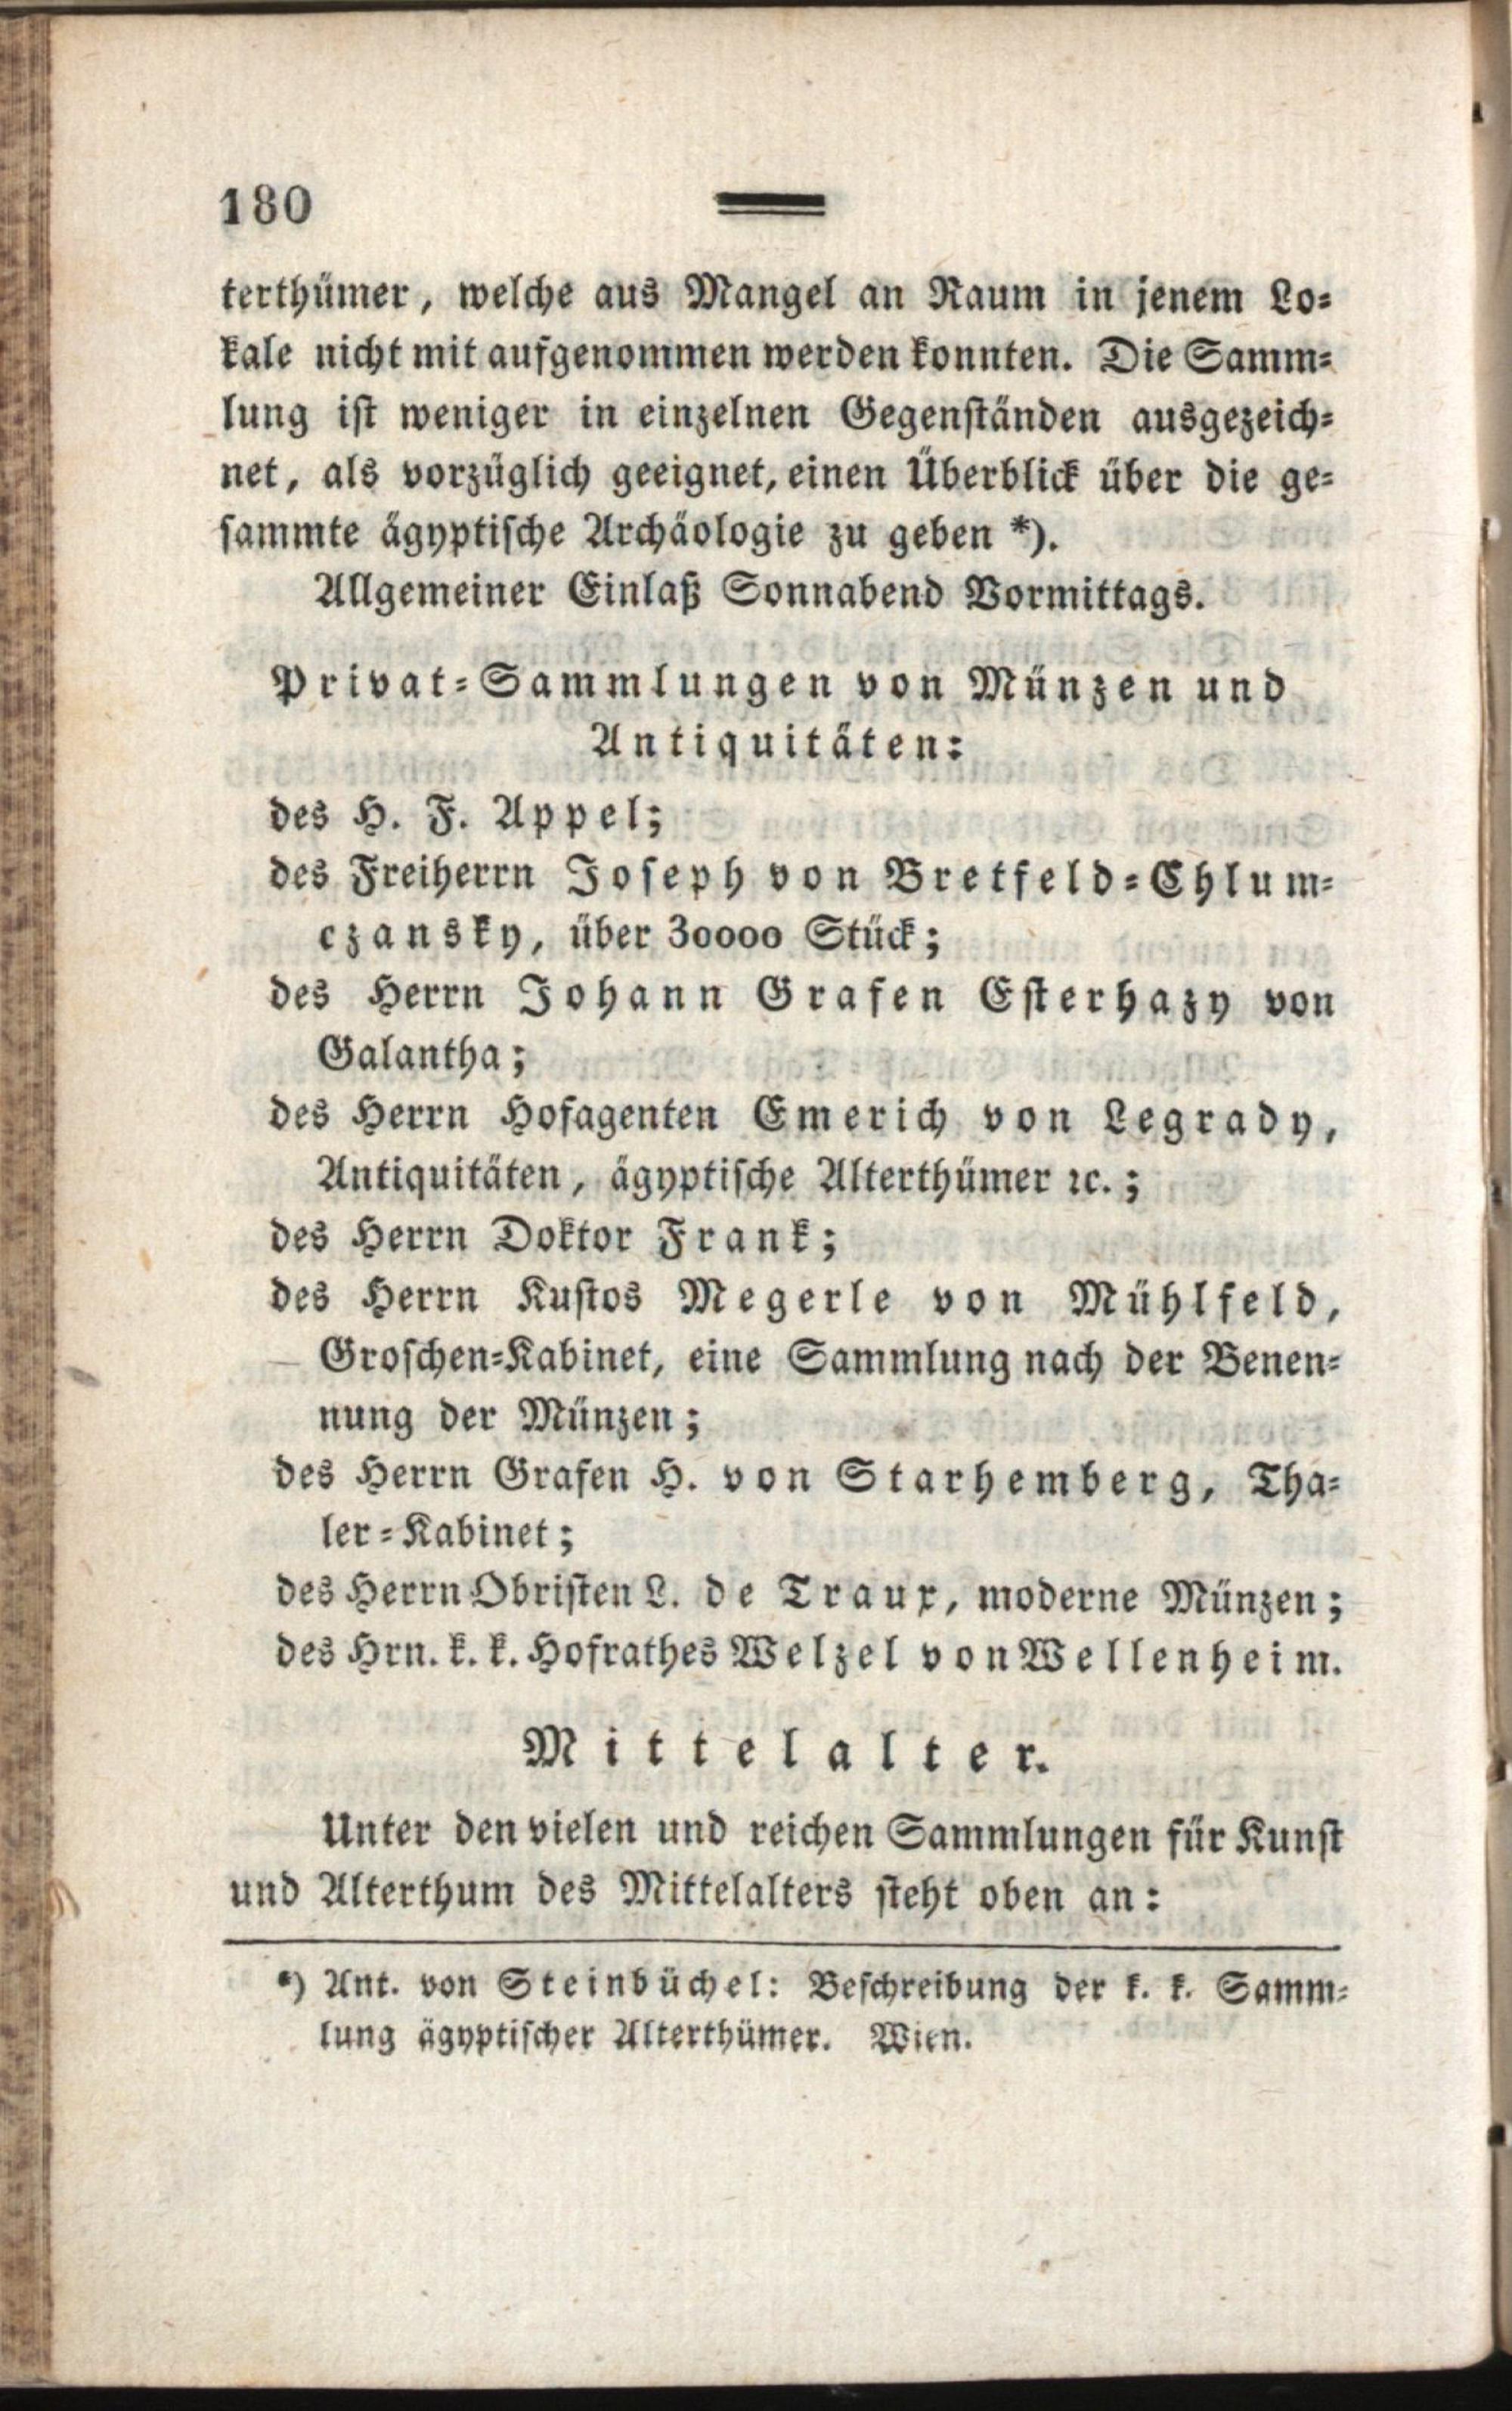 180
terthümer, welche aus Mangel an Raum in jenem Lo-
kale nicht mit aufgenommen werden konnten. Die Samm-
lung ist weniger in einzelnen Gegenständen ausgezeich-
net, als vorzüglich geeignet, einen Überblick über die ge-
sammte ägyptische Archäologie zu geben *).
Allgemeiner Einlaß Sonnabend Vormittags.
Privat-Sammlungen von Münzen und
Antiquitäten:
des H. F. Appel;
des Freiherrn Joseph von Bretfeld-Chlum-
czansky, über 30000 Stück;
des Herrn Johann Grafen Esterhazy von
Galantha;
des Herrn Hofagenten Emerich von Legrady,
Antiquitäten, ägyptische Alterthümer ꝛc.;
des Herrn Doktor Frank;
des Herrn Kustos Megerle von Mühlfeld,
Groschen-Kabinet, eine Sammlung nach der Benen-
nung der Münzen;
des Herrn Grafen H. von Starhemberg, Tha-
ler-Kabinet;
des Herrn Obristen L. de Traux, moderne Münzen;
des Hrn. k. k. Hofrathes Welzel von Wellenheim.
Mittelalter.
Unter den vielen und reichen Sammlungen für Kunst
und Alterthum des Mittelalters steht oben an:
*) Ant. von Steinbüchel: Beschreibung der k. k. Samm-
lung ägyptischer Alterthümer. Wien.